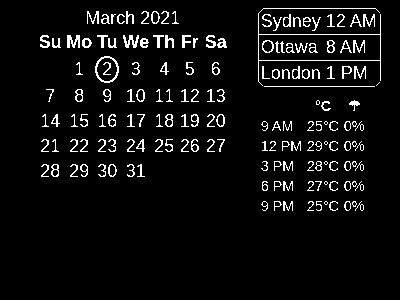 March 2021
Su Mo Tu We Th Fr Sa
1 2 3 4 5 6
7 8 9 10 11 12 13
14 15 16 17 18 19 20
21 22 23 24 25 26 27
28 29 30 31
Sydney 12 AM
Ottawa 8 AM
London 1 PM
°C ☂
9 AM 25°C 0%
12 PM 29°C 0%
3 PM 28°C 0%
6 PM 27°C 0%
9 PM 25°C 0%